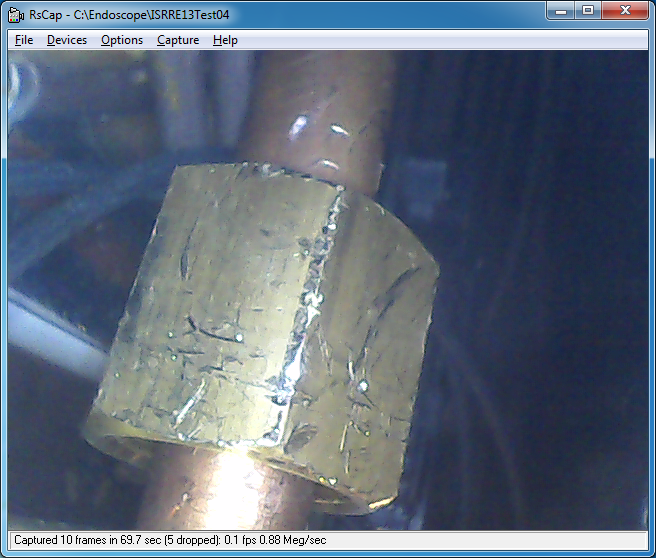 RsCap - C:\Endoscope\ISRRE13Test04
File Devices Options Capture Help
Captured 10 frames in 69.7 sec (5 dropped): 0.1 fps 0.88 Meg/sec